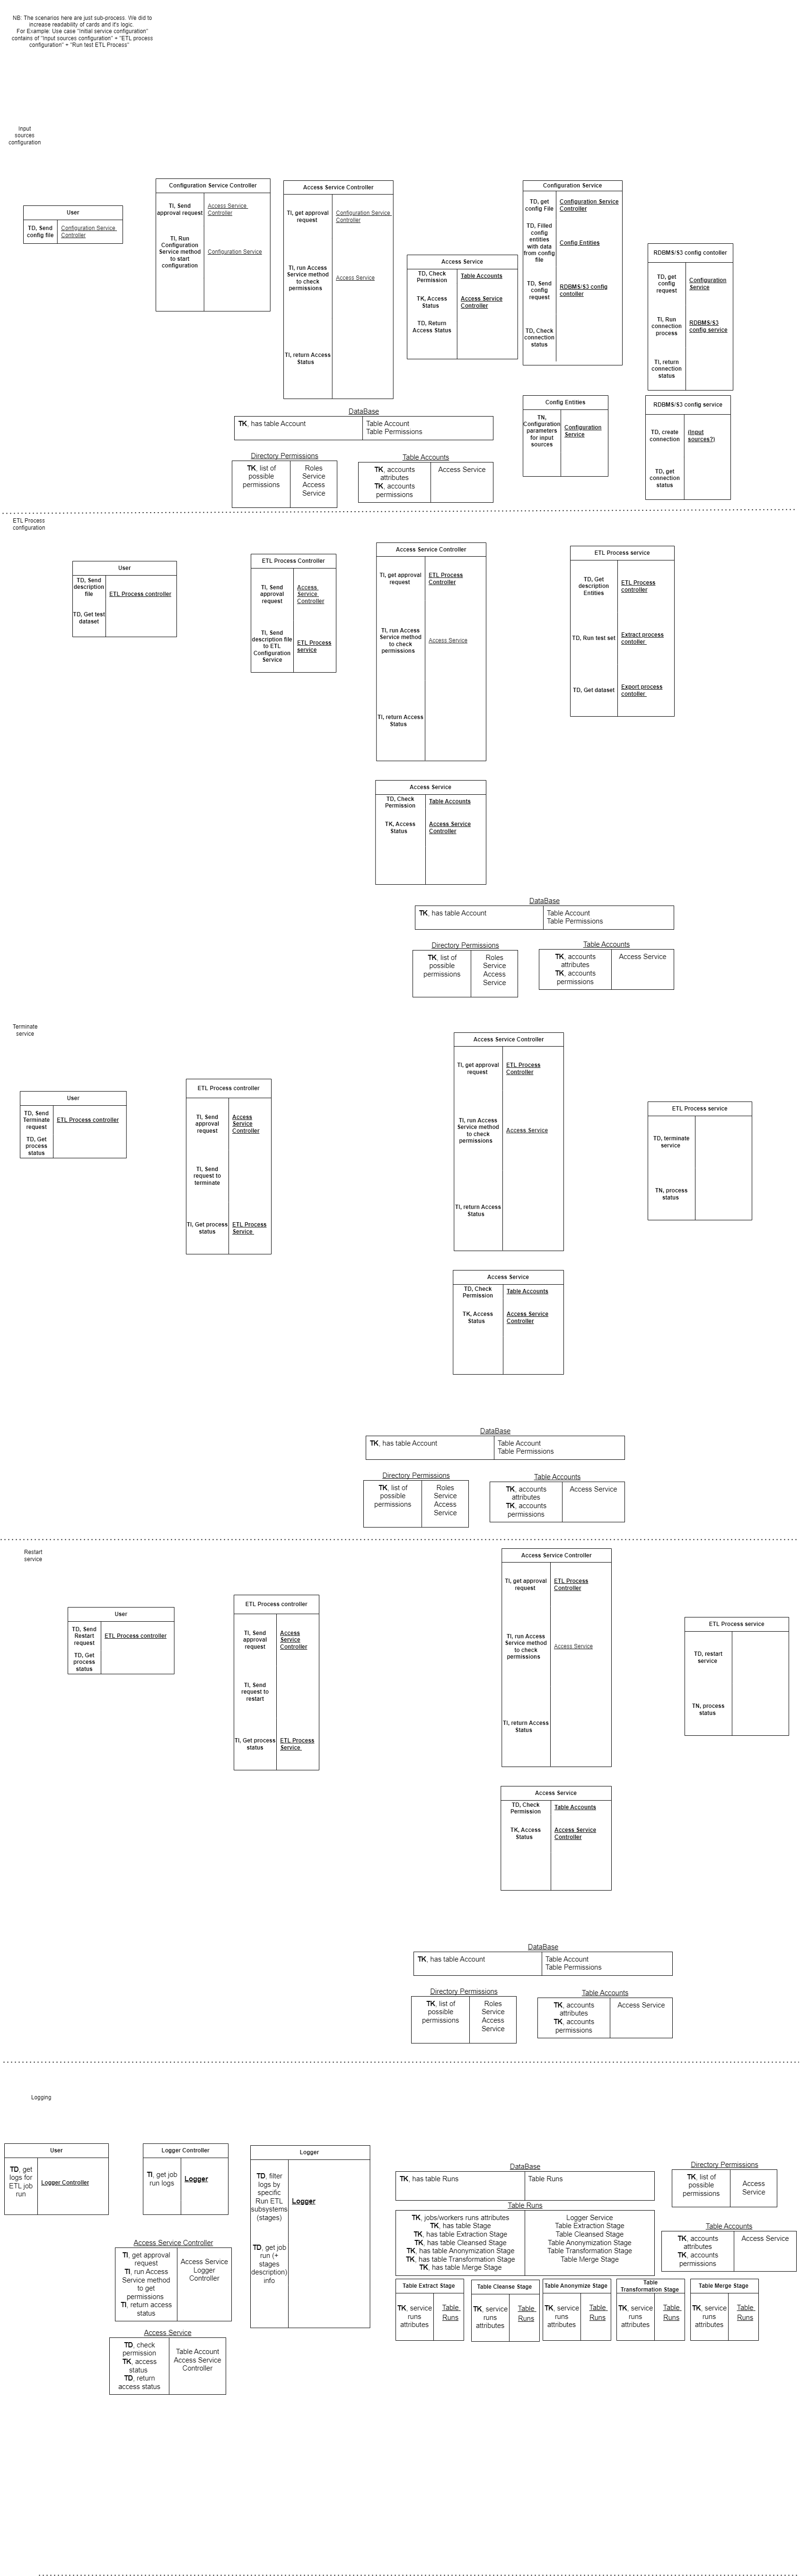 NB: The scenarios here are just sub-process. We did to
increase readability of cards and it's logic.
For Example: Use case "Initial service configuration"
contains of "Input sources configuration" + "ETL process
configuration" + "Run test ETL Process"
Input
sources
configuration
User
TD, Send
config file
Configuration Service
Controller
Configuration Service Controller
TI, Send
approval request
Access Service
Controller
TI, Run
Configuration
Service method
to start
configuration
Configuration Service
Access Service Controller
TI, get approval
request
Configuration Service
Controller
TI, run Access
Service method
to check
permissions
Access Service
TI, return Access
Status
Access Service
TD, Check
Permission
Table Accounts
TK, Access
Status
Access Service
Controller
TD, Return
Access Status
Configuration Service
TD, get
config File
Configuration Service
Controller
TD, Filled
config
entities
with data
from config
file
Config Entities
TD, Send
config
request
RDBMS/S3 config
contoller
TD, Check
connection
status
RDBMS/S3 config contoller
TD, get
config
request
Configuration
Service
TI, Run
connection
process
RDBMS/S3
config service
TI, return
connection
status
Config Entities
TN,
Configuration
parameters
for input
sources
Configuration
Service
RDBMS/S3 config service
TD, create
connection
(Input
sources?)
TD, get
connection
status
DataBase
TK, has table Account
Table Account
Table Permissions
Directory Permissions
TK, list of
possible
permissions
Roles
Service
Access
Service
Table Accounts
TK, accounts
attributes
TK, accounts
permissions
Access Service
ETL Process
configuration
User
TD, Send
description
file
ETL Process controller
TD, Get test
dataset
ETL Process Controller
TI, Send
approval
request
Access
Service
Controller
TI, Send
description file
to ETL
Configuration
Service
ETL Process
service
Access Service Controller
TI, get approval
request
ETL Process
Controller
TI, run Access
Service method
to check
permissions
Access Service
TI, return Access
Status
ETL Process service
TD, Get
description
Entities
ETL Process
controller
TD, Run test set
Extract process
contoller
TD, Get dataset
Export process
contoller
Access Service
TD, Check
Permission
Table Accounts
TK, Access
Status
Access Service
Controller
DataBase
TK, has table Account
Table Account
Table Permissions
Directory Permissions
TK, list of
possible
permissions
Roles
Service
Access
Service
Table Accounts
TK, accounts
attributes
TK, accounts
permissions
Access Service
Terminate
service
User
TD, Send
Terminate
request
ETL Process controller
TD, Get
process
status
ETL Process controller
TI, Send
approval
request
Access
Service
Controller
TI, Send
request to
terminate
TI, Get process
status
ETL Process
Service
Access Service Controller
TI, get approval
request
ETL Process
Controller
TI, run Access
Service method
to check
permissions
Access Service
TI, return Access
Status
ETL Process service
TD, terminate
service
TN, process
status
Access Service
TD, Check
Permission
Table Accounts
TK, Access
Status
Access Service
Controller
DataBase
TK, has table Account
Table Account
Table Permissions
Directory Permissions
TK, list of
possible
permissions
Roles
Service
Access
Service
Table Accounts
TK, accounts
attributes
TK, accounts
permissions
Access Service
Restart
service
User
TD, Send
Restart
request
ETL Process controller
TD, Get
process
status
ETL Process controller
TI, Send
approval
request
Access
Service
Controller
TI, Send
request to
restart
TI, Get process
status
ETL Process
Service
Access Service Controller
TI, get approval
request
ETL Process
Controller
TI, run Access
Service method
to check
permissions
Access Service
TI, return Access
Status
ETL Process service
TD, restart
service
TN, process
status
Access Service
TD, Check
Permission
Table Accounts
TK, Access
Status
Access Service
Controller
DataBase
TK, has table Account
Table Account
Table Permissions
Directory Permissions
TK, list of
possible
permissions
Roles
Service
Access
Service
Table Accounts
TK, accounts
attributes
TK, accounts
permissions
Access Service
Logging
User
TD, get
logs for
ETL job
run
Logger Controller
Logger Controller
TI, get job
run logs
Logger
Logger
TD, filter
logs by
specific
Run ETL
subsystems
(stages)
Logger
TD, get job
run (+
stages
description)
info
Access Service Controller
TI, get approval
request
TI, run Access
Service method
to get
permissions
TI, return access
status
Access Service
Logger
Controller
Access Service
TD, check
permission
TK, access
status
TD, return
access status
Table Account
Access Service
Controller
DataBase
TK, has table Runs
Table Runs
Table Runs
TK, jobs/workers runs attributes
TK, has table Stage
TK, has table Extraction Stage
TK, has table Cleansed Stage
TK, has table Anonymization Stage
TK, has table Transformation Stage
TK, has table Merge Stage
Logger Service
Table Extraction Stage
Table Cleansed Stage
Table Anonymization Stage
Table Transformation Stage
Table Merge Stage
Directory Permissions
TK, list of
possible
permissions
Access
Service
Table Accounts
TK, accounts
attributes
TK, accounts
permissions
Access Service
Table Extract Stage
TK, service
runs
attributes
Table
Runs
Table Cleanse Stage
TK, service
runs
attributes
Table
Runs
Table Anonymize Stage
TK, service
runs
attributes
Table
Runs
Table
Transformation Stage
TK, service
runs
attributes
Table
Runs
Table Merge Stage
TK, service
runs
attributes
Table
Runs